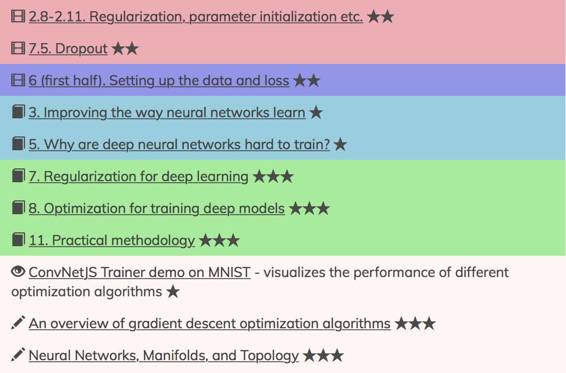 2.8-2.11. Regularization, parameter initialization etc. ★★
7.5. Dropout ★★
6 (first half). Setting up the data and loss ★★
3. Improving the way neural networks learn ★
5. Why are deep neural networks hard to train? ★
7. Regularization for deep learning ★★★
8. Optimization for training deep models ★★★
11. Practical methodology ★★★
ConvNetJS Trainer demo on MNIST - visualizes the performance of different
optimization algorithms ★
An overview of gradient descent optimization algorithms ★★★
Neural Networks, Manifolds, and Topology ★★★